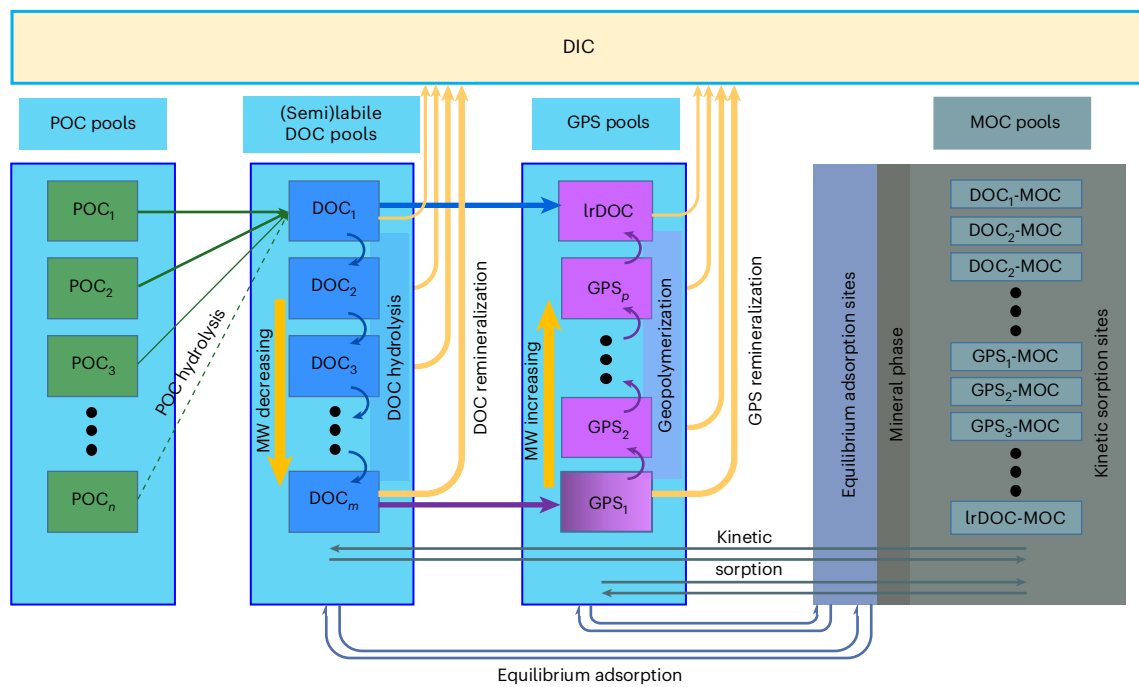 DIC
POC pools
(Semi)labile
DOC pools
GPS pools
MOC pools
POC₁
POC₂
POC₃
POCₙ
POC hydrolysis
DOC₁
DOC₂
DOC₃
DOCₘ
MW decreasing
DOC hydrolysis
DOC remineralization
lrDOC
GPSₚ
GPS₂
GPS₁
MW increasing
Geopolymerization
GPS remineralization
Equilibrium adsorption sites
Mineral phase
DOC₁-MOC
DOC₂-MOC
DOC₂-MOC
GPS₁-MOC
GPS₂-MOC
GPS₃-MOC
lrDOC-MOC
Kinetic sorption sites
Kinetic
sorption
Equilibrium adsorption